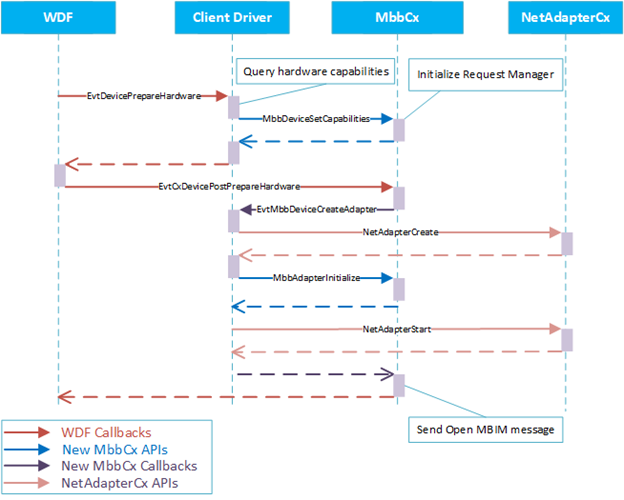 WDF
Client Driver
MbbCx
NetAdapterCx
Query hardware capabilities
Initialize Request Manager
EvtDevicePrepareHardware
MbbDeviceSetCapabilities
EvtCxDevicePostPrepareHardware
EvtMbbDeviceCreateAdapter
NetAdapterCreate
MbbAdapterInitialize
NetAdapterStart
Send Open MBIM message
WDF Callbacks
New MbbCx APIs
New MbbCx Callbacks
NetAdapterCx APIs